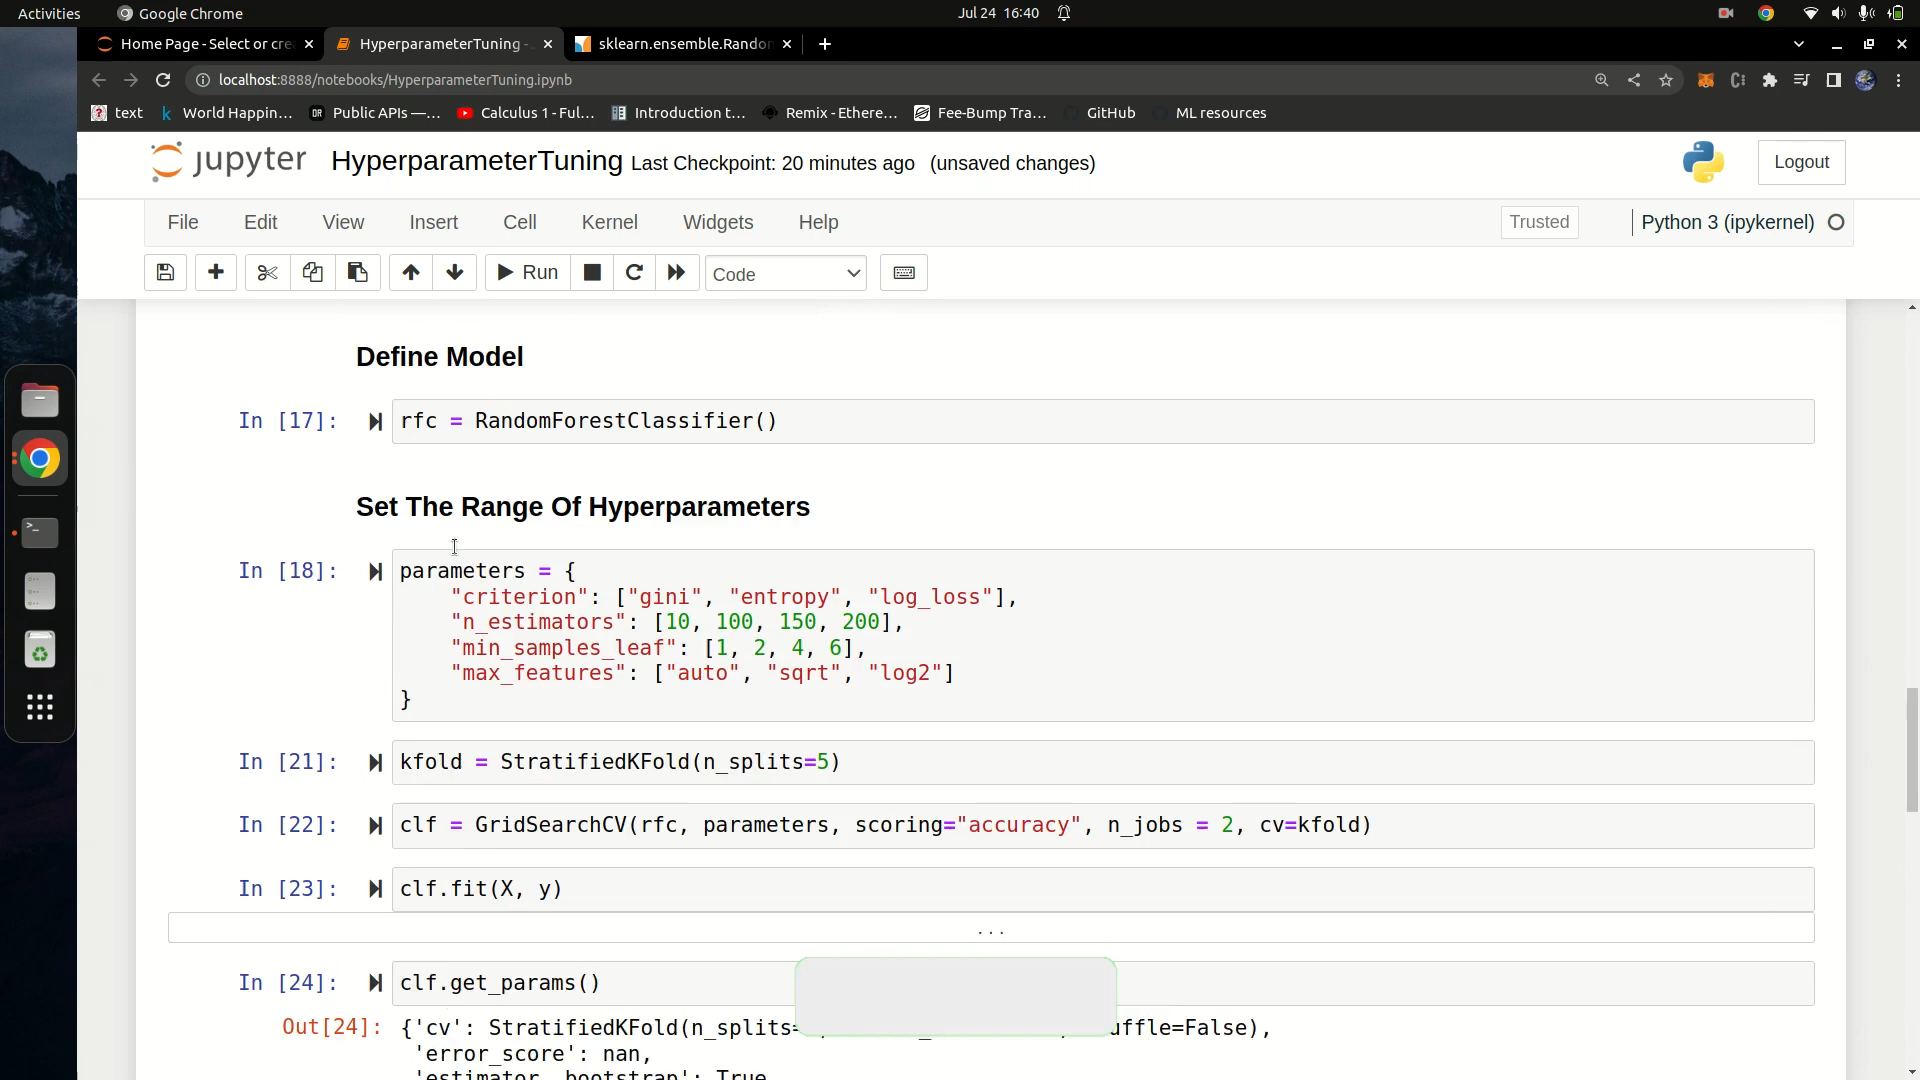 Activities
Google Chrome
Jul 24 16:40
Home Page - Select or cre
HyperparameterTuning -
sklearn.ensemble.Rando
localhost:8888/notebooks/HyperparameterTuning.ipynb
text
World Happin...
Public APIs —...
Calculus 1 - Ful...
Introduction t...
Remix - Ethere...
Fee-Bump Tra...
GitHub
ML resources
jupyter
HyperparameterTuning Last Checkpoint: 20 minutes ago (unsaved changes)
Logout
File Edit View Insert Cell Kernel Widgets Help
Trusted
Python 3 (ipykernel)
Run
Code
Define Model
In [17]: rfc = RandomForestClassifier()
Set The Range Of Hyperparameters
In [18]: parameters = {
"criterion": ["gini", "entropy", "log_loss"],
"n_estimators": [10, 100, 150, 200],
"min_samples_leaf": [1, 2, 4, 6],
"max_features": ["auto", "sqrt", "log2"]
}
In [21]: kfold = StratifiedKFold(n_splits=5)
In [22]: clf = GridSearchCV(rfc, parameters, scoring="accuracy", n_jobs = 2, cv=kfold)
In [23]: clf.fit(X, y)
...
In [24]: clf.get_params()
Out[24]: {'cv': StratifiedKFold(n_splits= uffle=False),
'error_score': nan,
'estimator__bootstrap': True